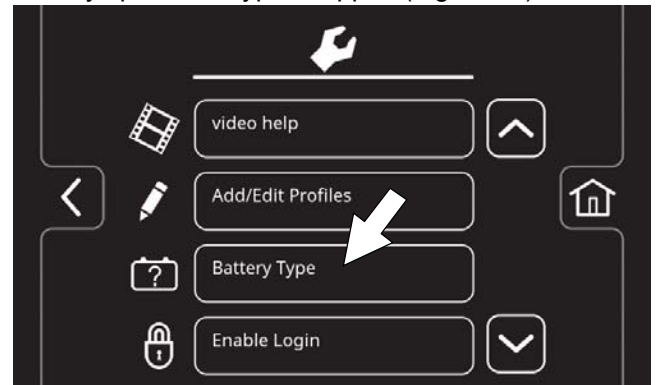 video help
Add/Edit Profiles
Battery Type
?
Enable Login